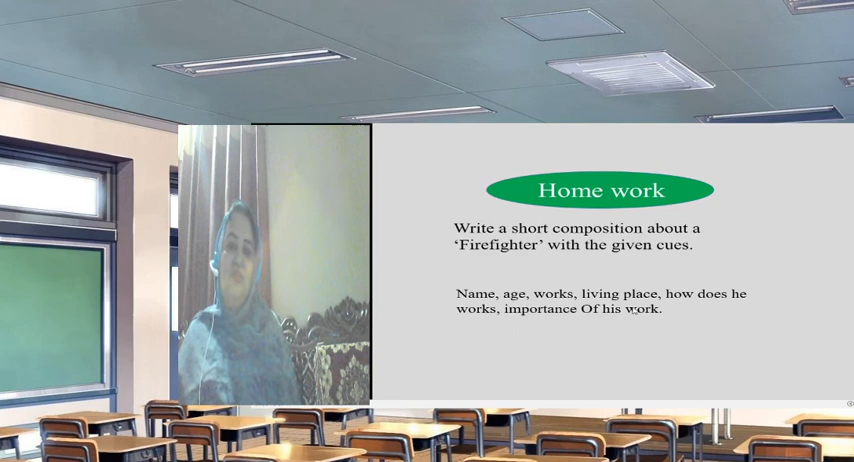 Home work
Write a short composition about a
‘Firefighter’ with the given cues.
Name, age, works, living place, how does he
works, importance Of his work.